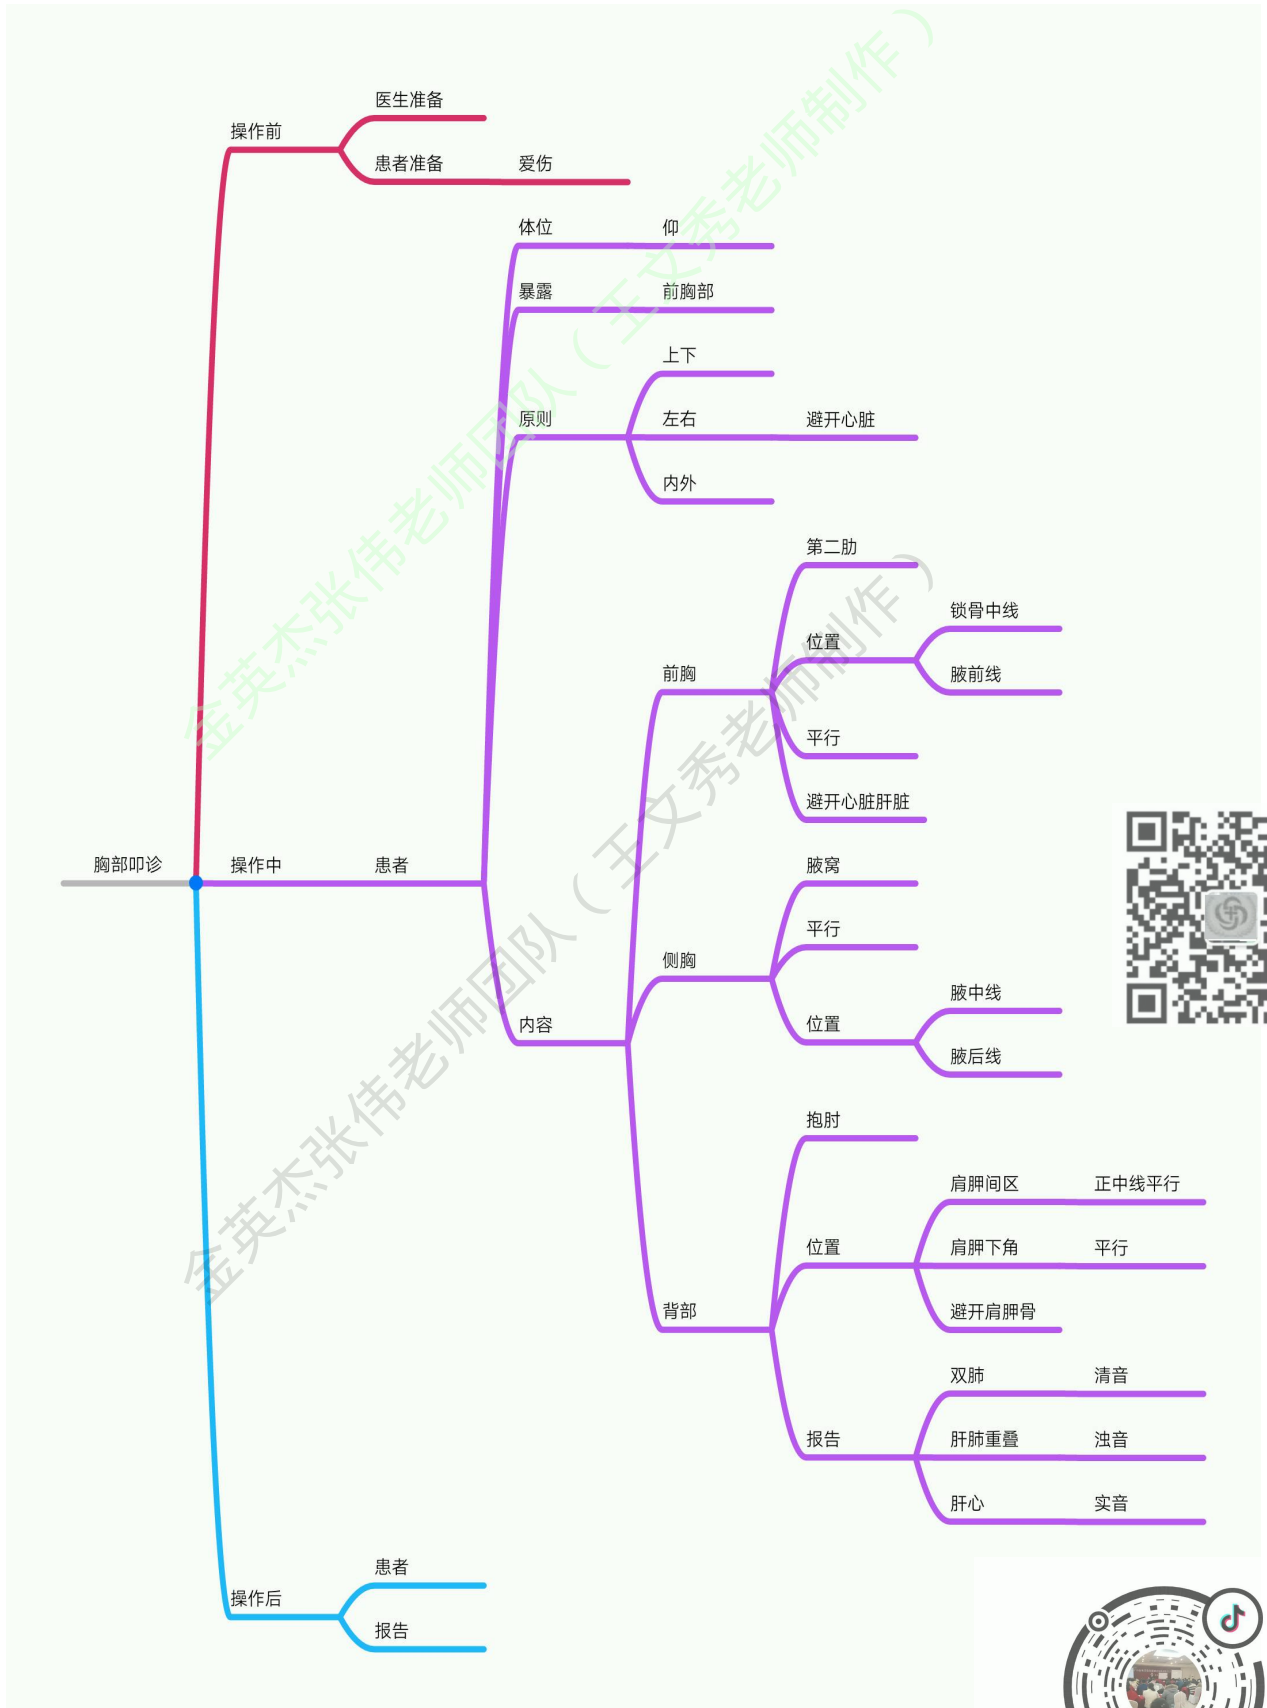 医生准备
操作前
患者准备 爱伤
体位 仰
暴露 前胸部
上下
原则 左右 避开心脏
内外
第二肋
锁骨中线
位置
前胸 腋前线
平行
避开心脏肝脏
胸部叩诊 操作中 患者 腋窝
平行
侧胸
腋中线
内容 位置
腋后线
抱肘
肩胛间区 正中线平行
位置 肩胛下角 平行
背部 避开肩胛骨
双肺 清音
报告 肝肺重叠 浊音
肝心 实音
患者
操作后
报告
金英杰张伟老师团队（王文秀老师制作）
金英杰张伟老师团队（王文秀老师制作）